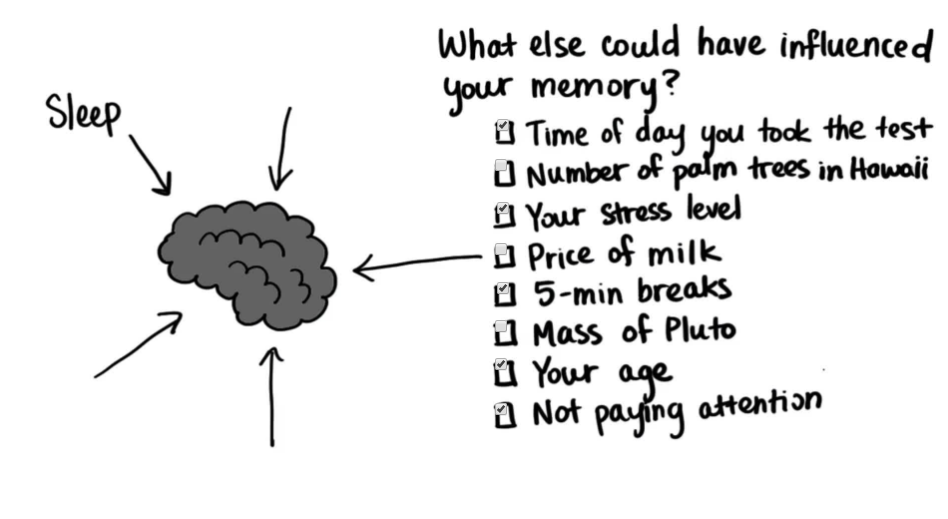 What else could have influenced
your memory?
Sleep
Time of day you took the test
Number of palm trees in Hawaii
Your stress level
Price of milk
5-min breaks
Mass of Pluto
Your age
Not paying attention